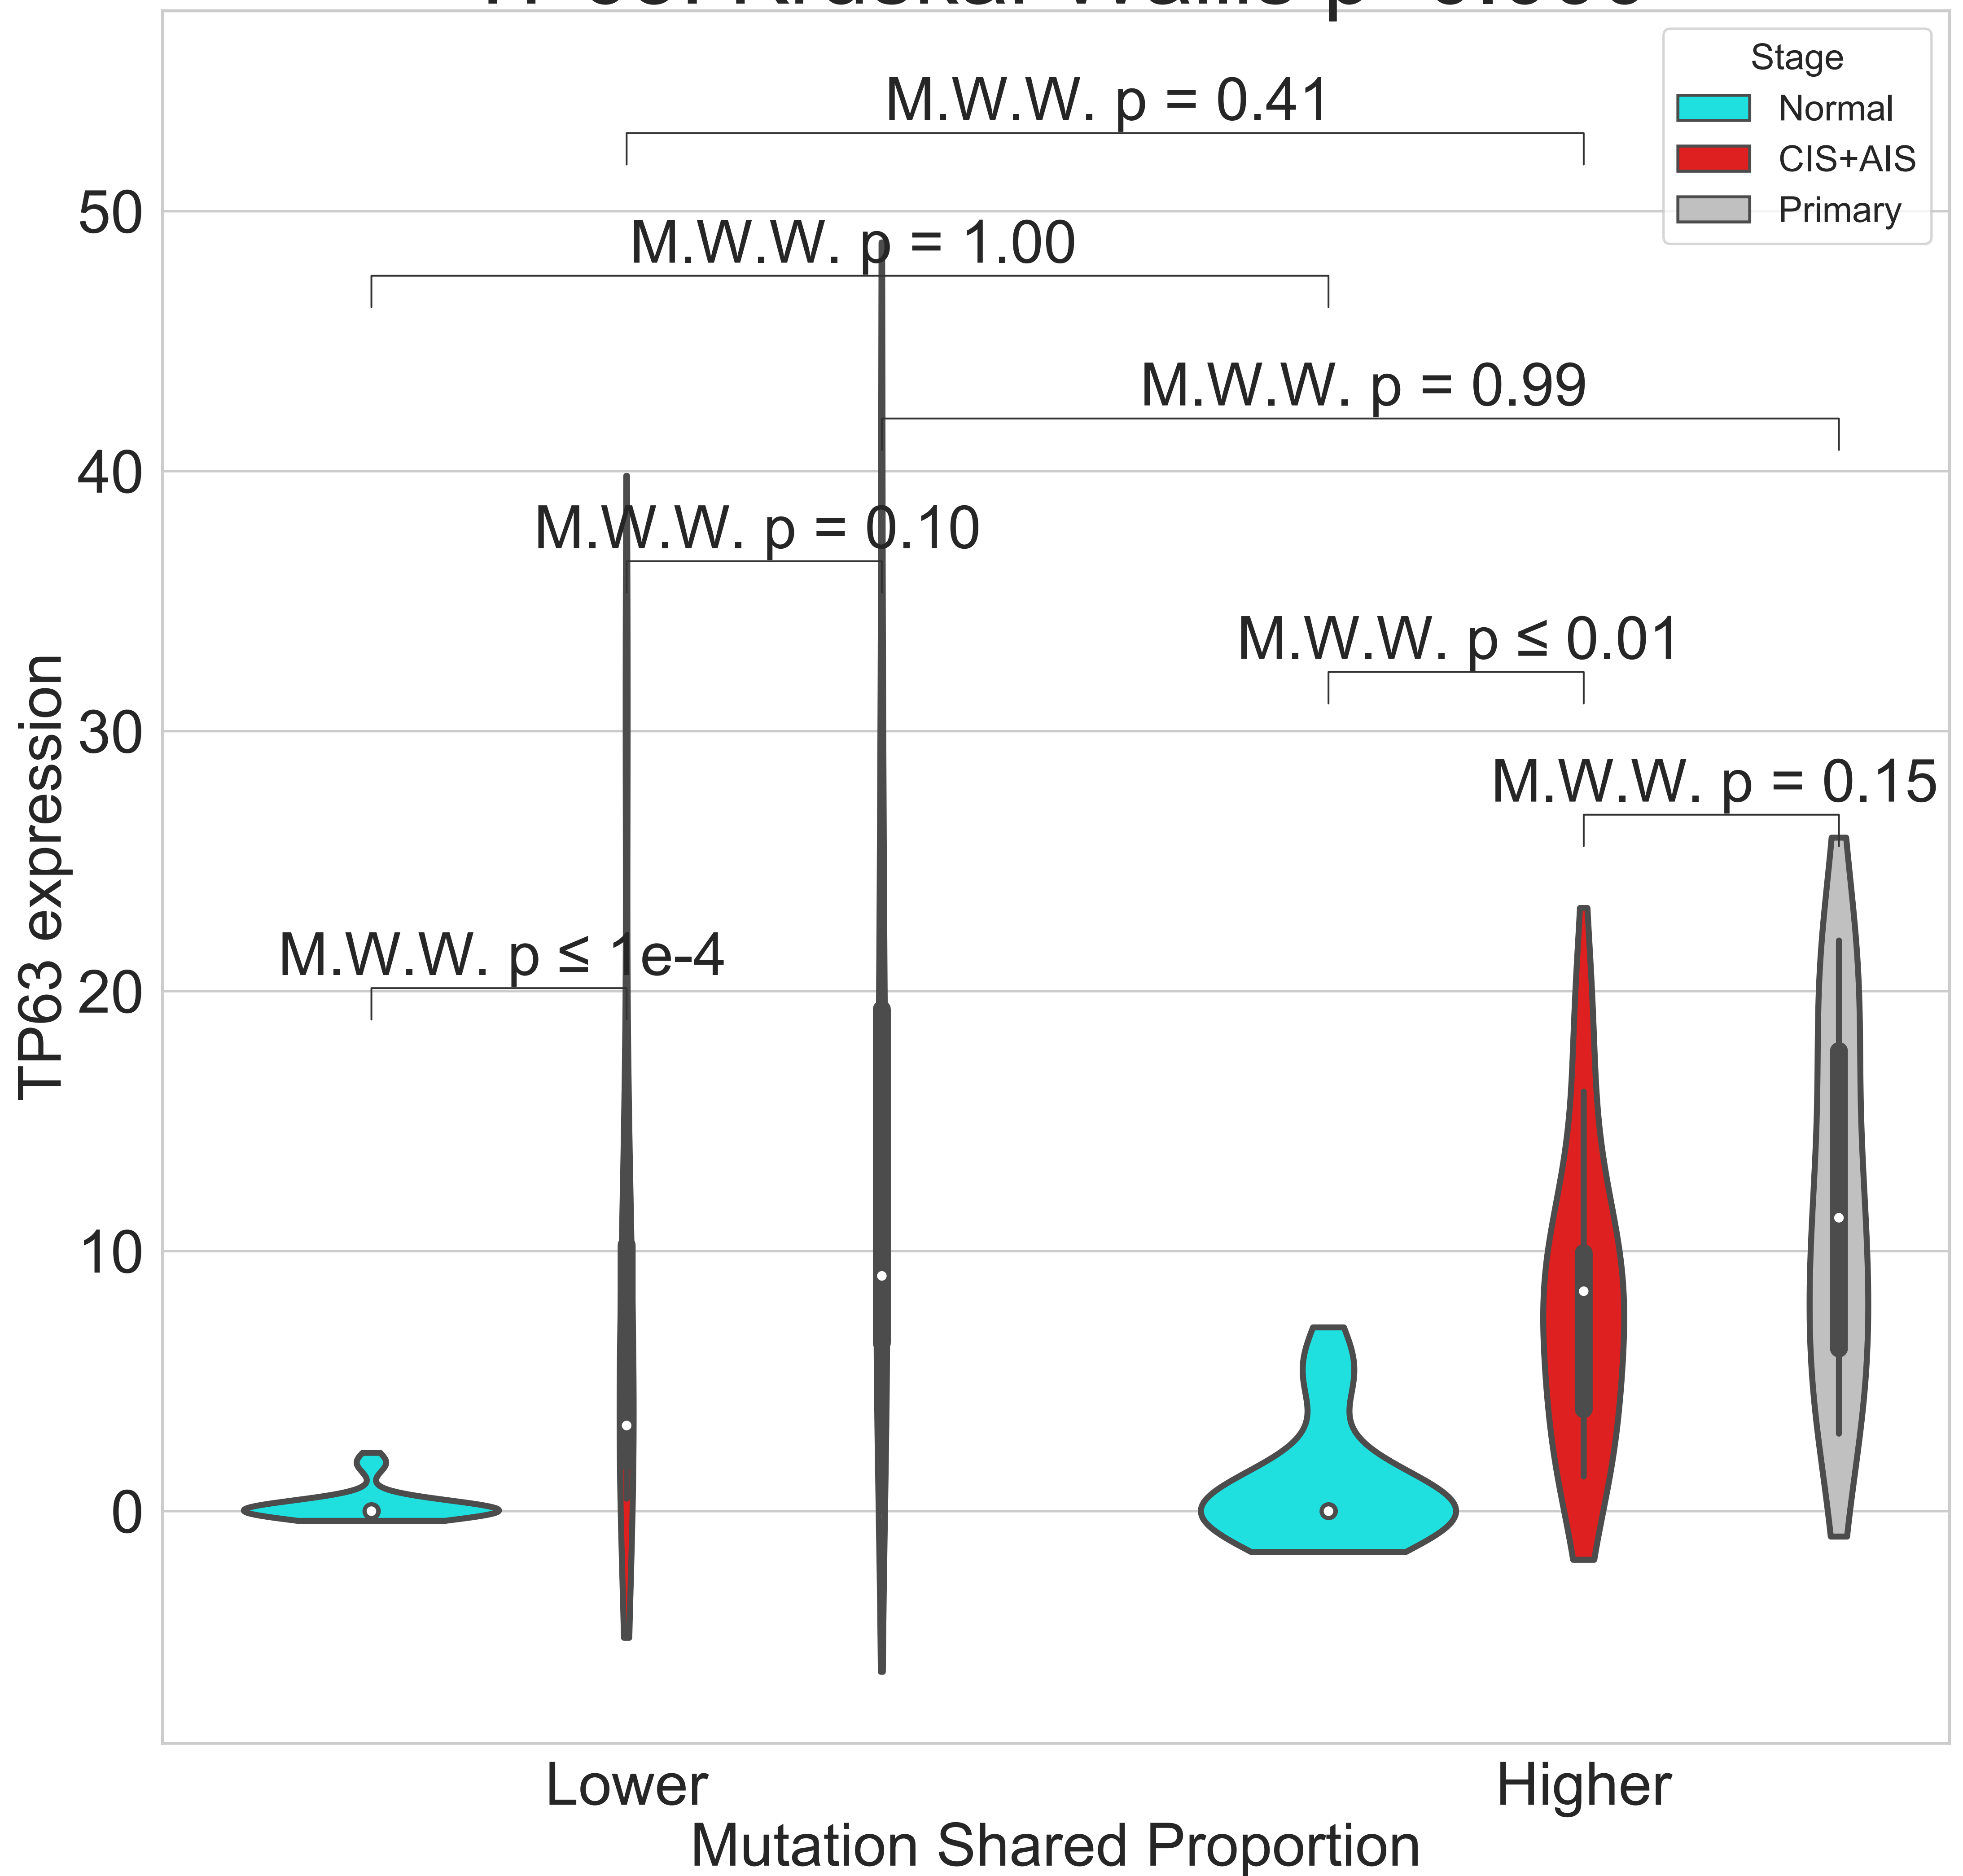 M.W.W. p = 0.41
Stage
Normal
CIS+AIS
Primary
M.W.W. p = 1.00
M.W.W. p = 0.99
M.W.W. p = 0.10
M.W.W. p ≤ 0.01
M.W.W. p = 0.15
M.W.W. p ≤ 1e-4
TP63 expression
50
40
30
20
10
0
Lower
Higher
Mutation Shared Proportion